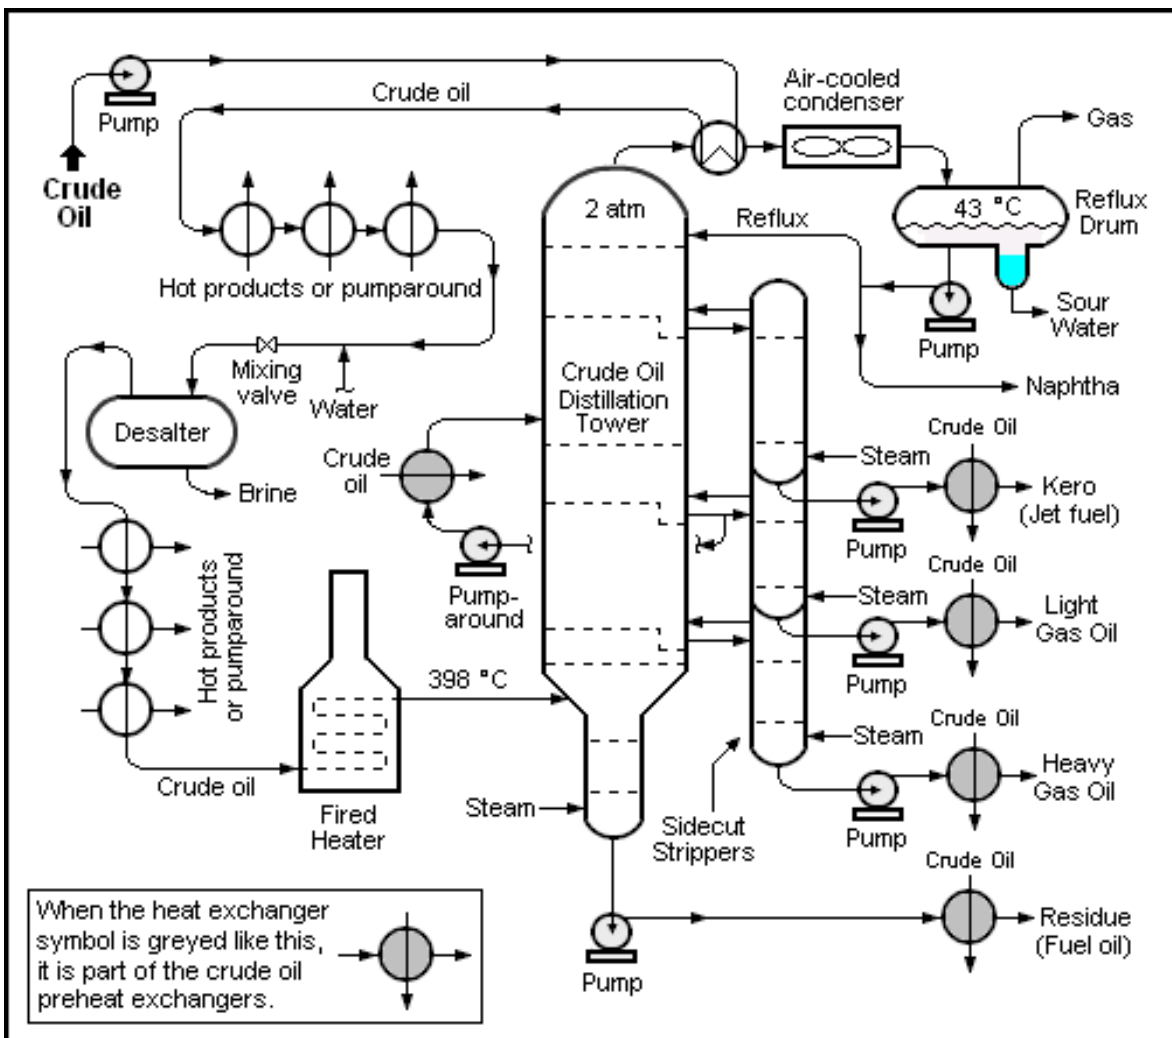 Pump
Crude
Oil
Crude oil
Air-cooled
condenser
Gas
2 atm
43 °C
Reflux
Drum
Reflux
Hot products or pumparound
Pump
Sour
Water
Mixing
valve
Water
Crude Oil
Distillation
Tower
Naphtha
Desalter
Crude
oil
Brine
Crude Oil
Steam
Kero
(Jet fuel)
Pump
Pump-
around
Crude Oil
Steam
Light
Gas Oil
Pump
Hot products
or pumparound
398 °C
Crude Oil
Steam
Heavy
Gas Oil
Pump
Crude oil
Fired
Heater
Steam
Sidecut
Strippers
Crude Oil
Residue
(Fuel oil)
Pump
When the heat exchanger
symbol is greyed like this,
it is part of the crude oil
preheat exchangers.